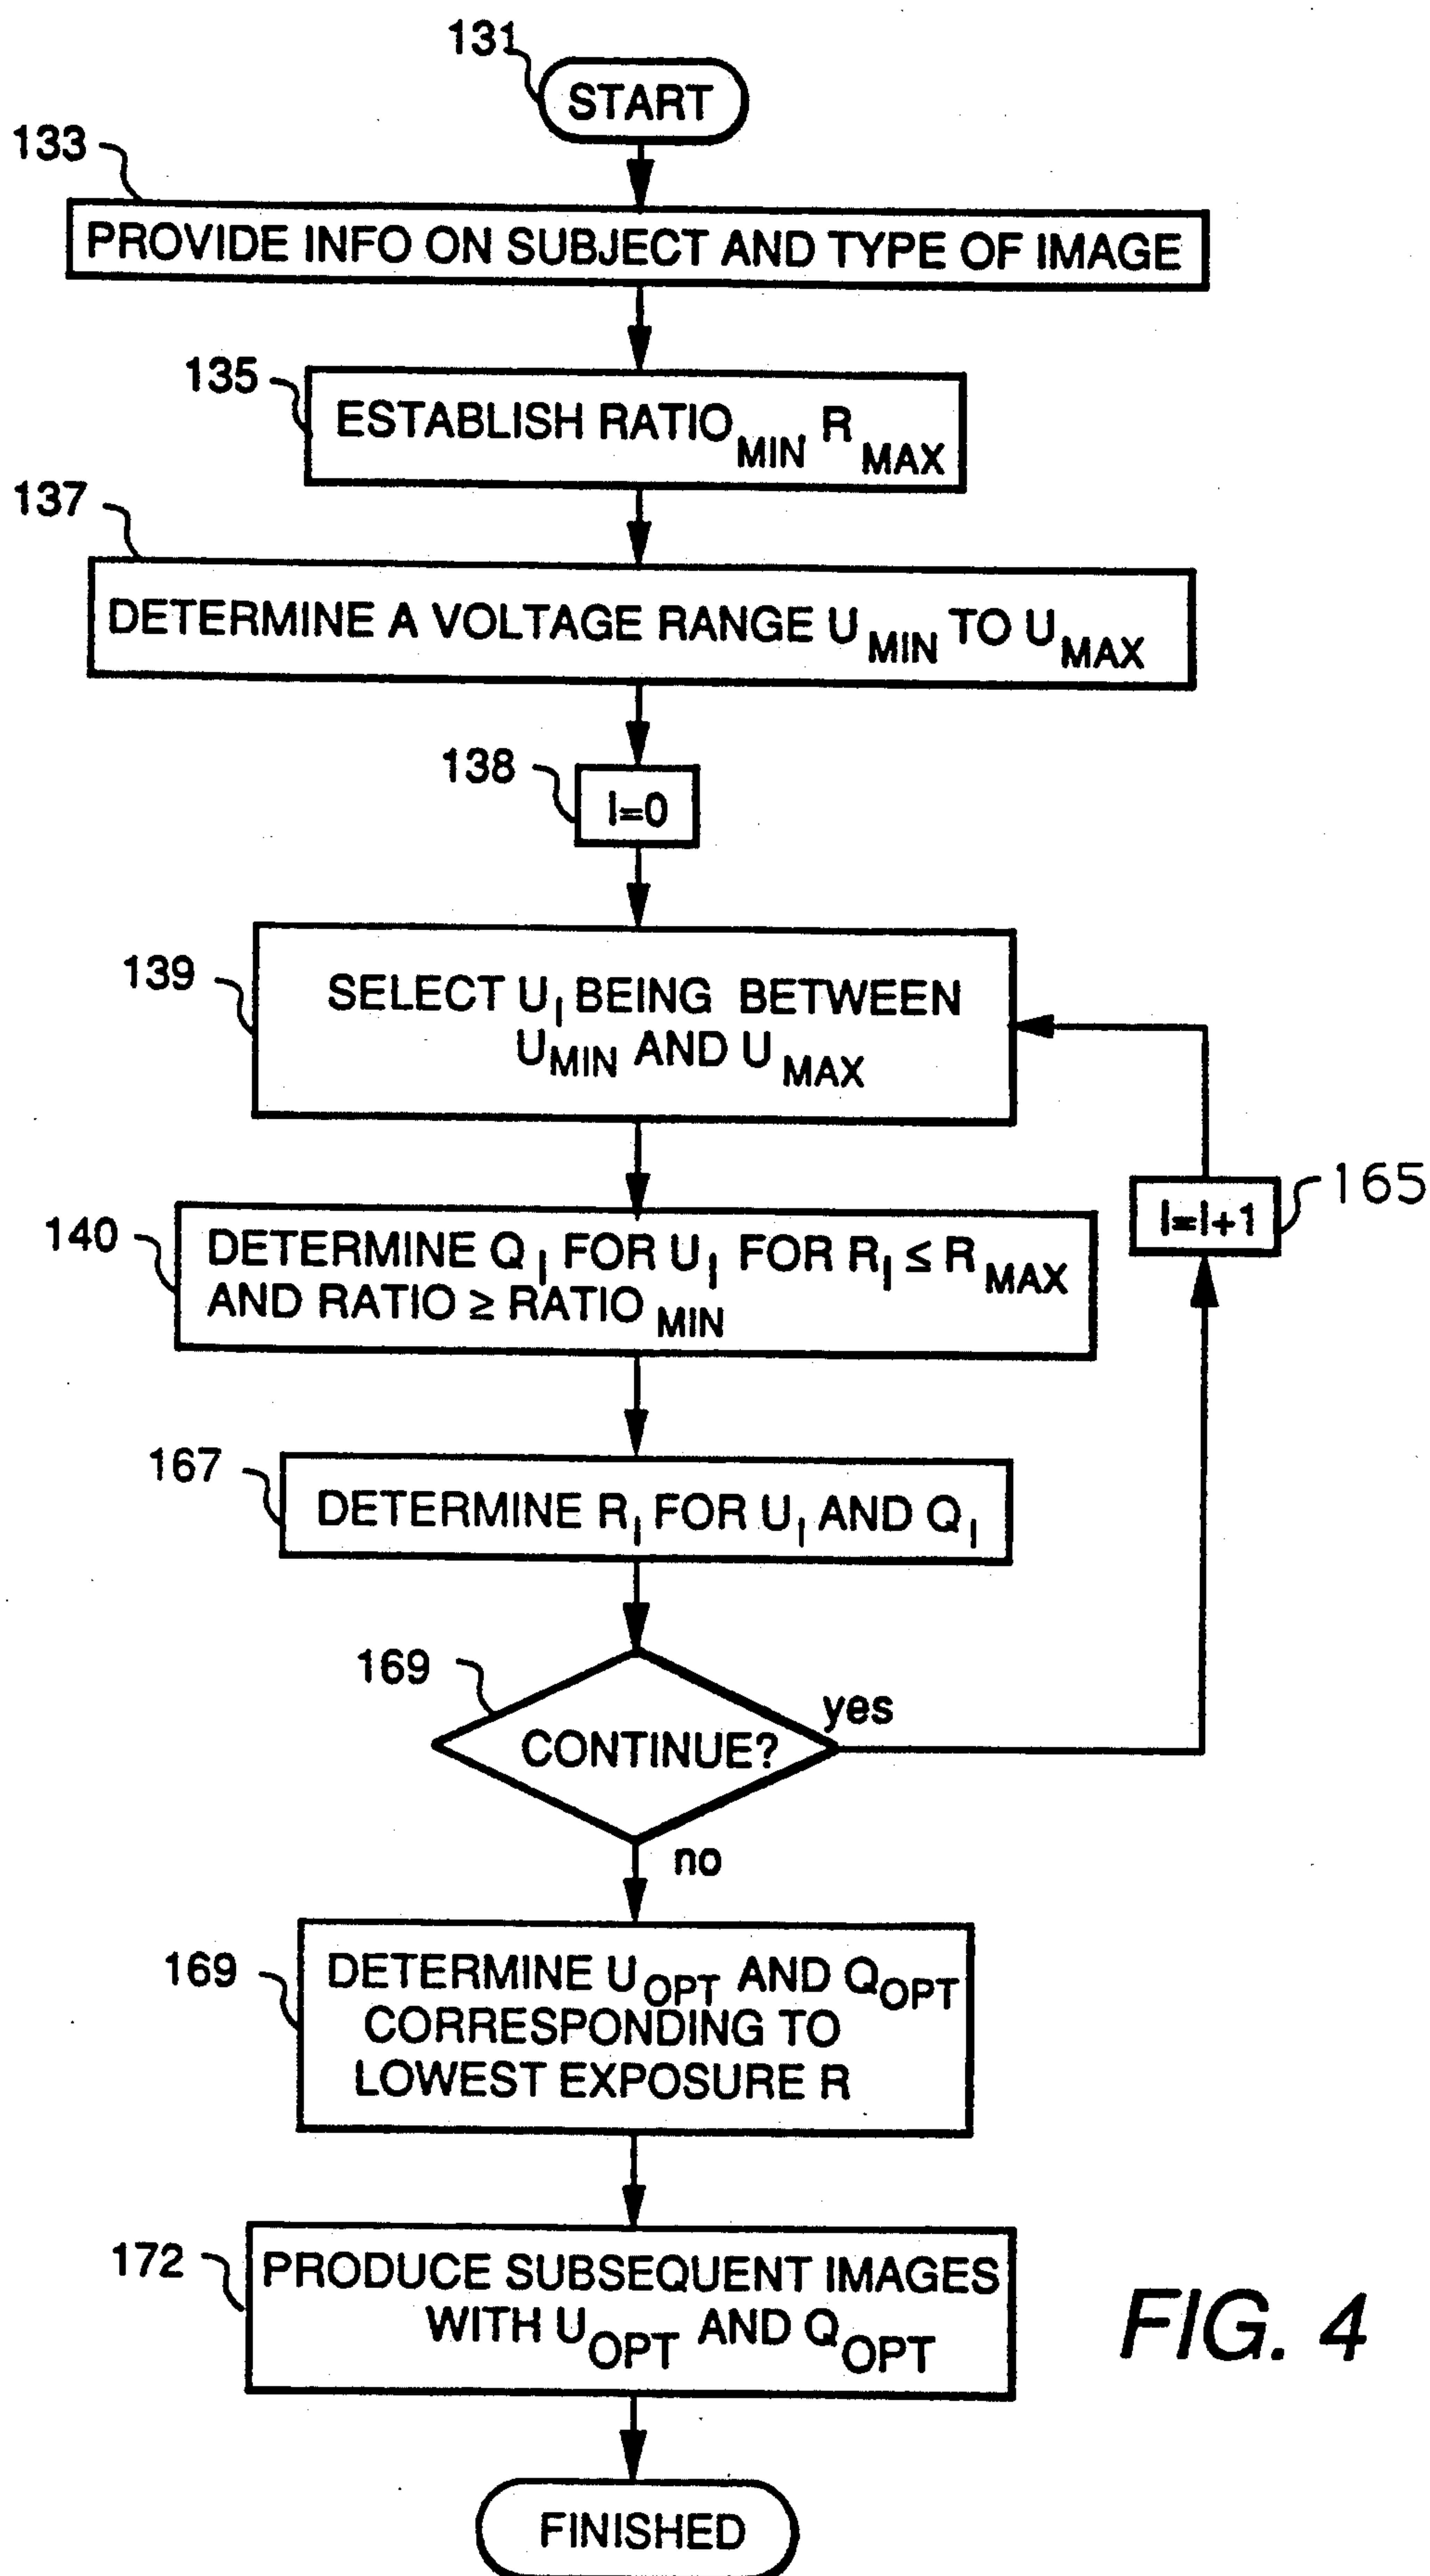 131
START
133
PROVIDE INFO ON SUBJECT AND TYPE OF IMAGE
135
ESTABLISH RATIO MIN, R MAX
137
DETERMINE A VOLTAGE RANGE U MIN TO U MAX
138
I=0
139
SELECT U I BEING BETWEEN
U MIN AND U MAX
165
I=I+1
140
DETERMINE Q I FOR U I FOR R I ≤ R MAX
AND RATIO ≥ RATIO MIN
167
DETERMINE R I FOR U I AND Q I
169
CONTINUE?
yes
no
169
DETERMINE U OPT AND Q OPT
CORRESPONDING TO
LOWEST EXPOSURE R
172
PRODUCE SUBSEQUENT IMAGES
WITH U OPT AND Q OPT
FIG. 4
FINISHED